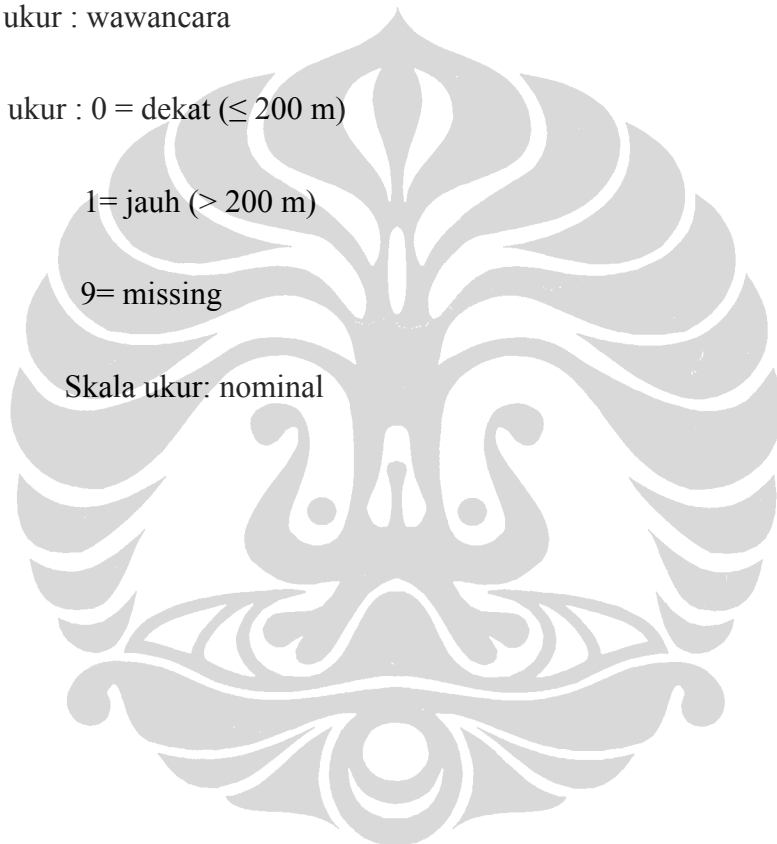 ukur : wawancara
ukur : 0 = dekat (≤ 200 m)
1= jauh (> 200 m)
9= missing
Skala ukur: nominal